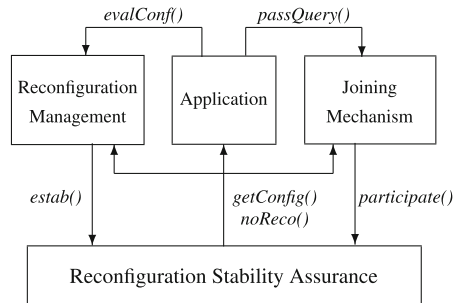 evalConf()
passQuery()
Reconfiguration
Management
Application
Joining
Mechanism
estab()
getConfig()
noReco()
participate()
Reconfiguration Stability Assurance